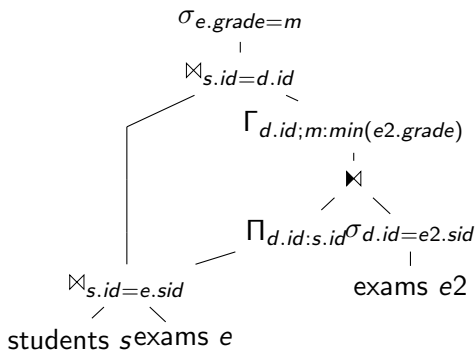 σe.grade=m
⋈s.id=d.id
Γd.id;m:min(e2.grade)
⧑
Πd.id:s.id σd.id=e2.sid
⋈s.id=e.sid exams e2
students s exams e